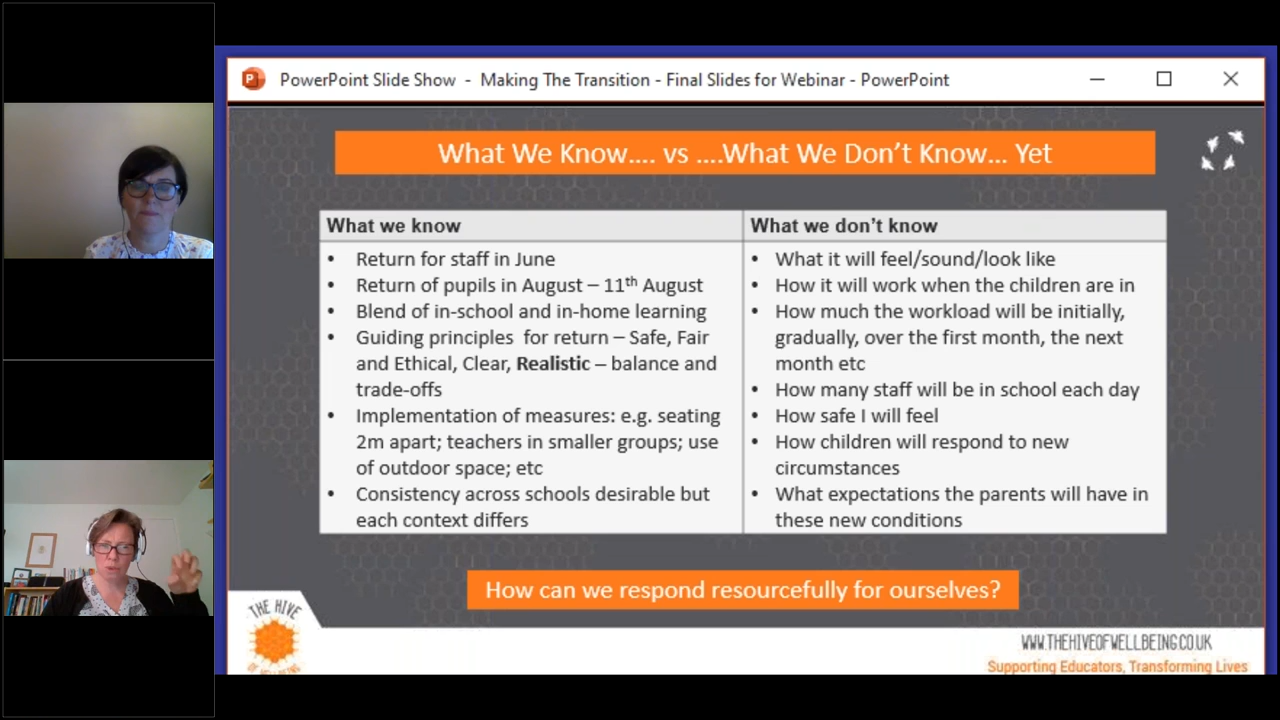 PowerPoint Slide Show - Making The Transition - Final Slides for Webinar - PowerPoint
What We Know.... vs ....What We Don't Know... Yet
What we know
• Return for staff in June
• Return of pupils in August – 11th August
• Blend of in-school and in-home learning
• Guiding principles for return – Safe, Fair
and Ethical, Clear, Realistic – balance and
trade-offs
• Implementation of measures: e.g. seating
2m apart; teachers in smaller groups; use
of outdoor space; etc
• Consistency across schools desirable but
each context differs
What we don't know
• What it will feel/sound/look like
• How it will work when the children are in
• How much the workload will be initially,
gradually, over the first month, the next
month etc
• How many staff will be in school each day
• How safe I will feel
• How children will respond to new
circumstances
• What expectations the parents will have in
these new conditions
How can we respond resourcefully for ourselves?
THE HIVE
OF WELLBEING
WWW.THEHIVEOFWELLBEING.CO.UK
Supporting Educators, Transforming Lives